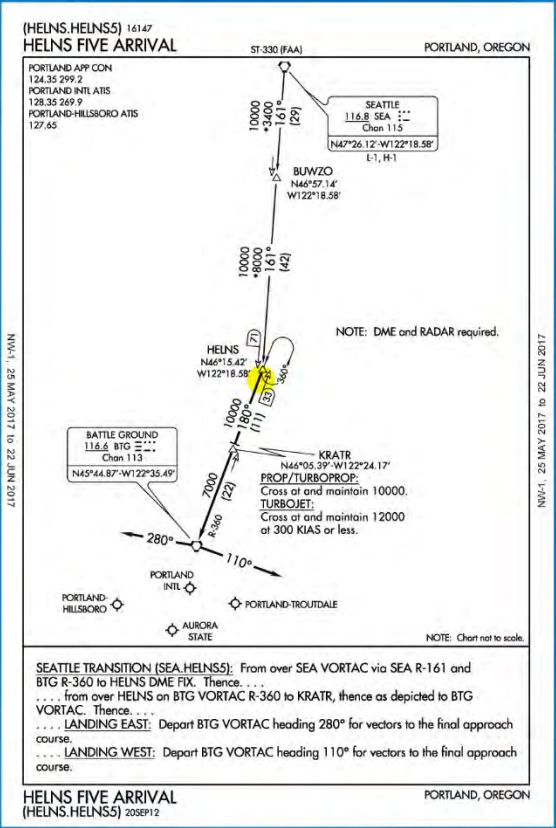 (HELNS.HELNS5) 16147
HELNS FIVE ARRIVAL
ST-330 (FAA)
PORTLAND, OREGON
PORTLAND APP CON
124.35 299.2
PORTLAND INTL ATIS
128.35 269.9
PORTLAND-HILLSBORO ATIS
127.65
SEATTLE
116.8 SEA
Chan 115
N47°26.12'-W122°18.58'
L-1, H-1
10000
*3400
161°
(29)
BUWZO
N46°57.14'
W122°18.58'
10000
*8000
161°
(42)
NOTE: DME and RADAR required.
71
HELNS
N46°15.42'
W122°18.58'
360°
33
10000
180°
(11)
BATTLE GROUND
116.6 BTG
Chan 113
N45°44.87'-W122°35.49'
KRATR
N46°05.39'-W122°24.17'
PROP/TURBOPROP:
Cross at and maintain 10000.
TURBOJET:
Cross at and maintain 12000
at 300 KIAS or less.
7000
(22)
R-360
280°
110°
PORTLAND
INTL
PORTLAND-
HILLSBORO
PORTLAND-TROUTDALE
AURORA
STATE
NOTE: Chart not to scale.
NW-1, 25 MAY 2017 to 22 JUN 2017
NW-1, 25 MAY 2017 to 22 JUN 2017
SEATTLE TRANSITION (SEA.HELNS5): From over SEA VORTAC via SEA R-161 and
BTG R-360 to HELNS DME FIX. Thence. . . .
. . . . from over HELNS on BTG VORTAC R-360 to KRATR, thence as depicted to BTG
VORTAC. Thence. . . .
. . . . LANDING EAST: Depart BTG VORTAC heading 280° for vectors to the final approach
course.
. . . . LANDING WEST: Depart BTG VORTAC heading 110° for vectors to the final approach
course.
HELNS FIVE ARRIVAL
(HELNS.HELNS5) 20SEP12
PORTLAND, OREGON